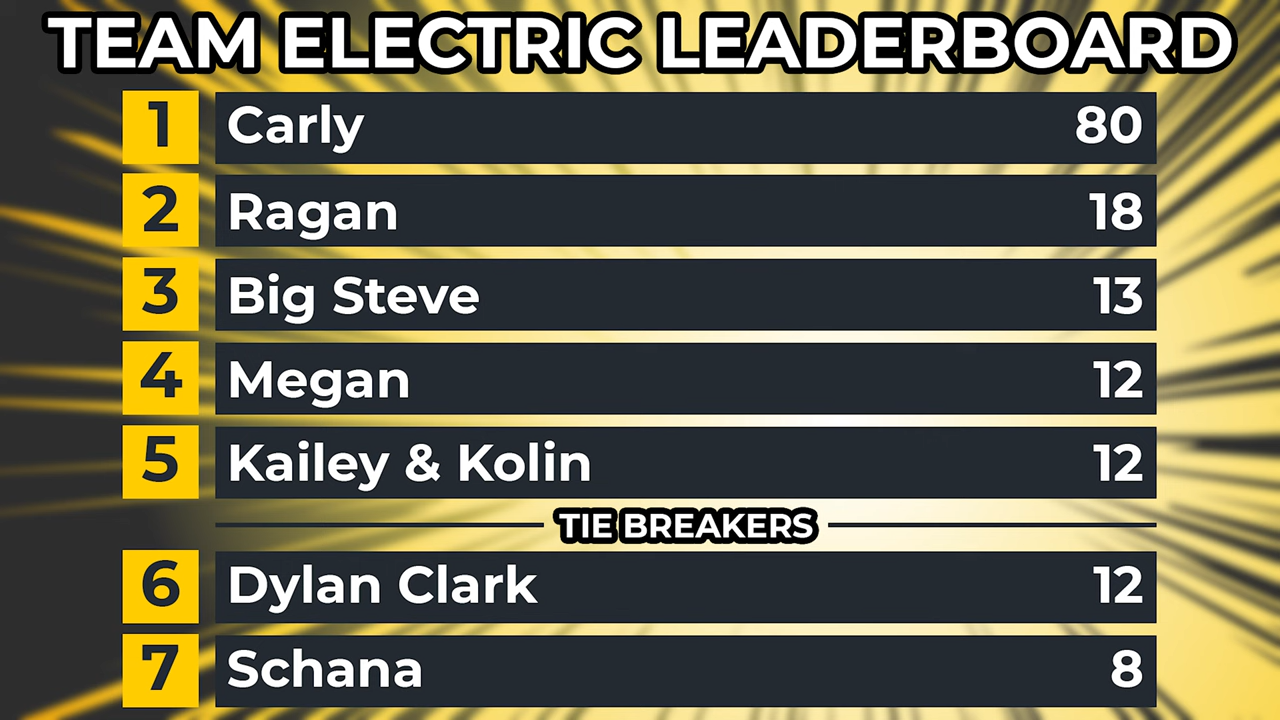 TEAM ELECTRIC LEADERBOARD
1 Carly 80
2 Ragan 18
3 Big Steve 13
4 Megan 12
5 Kailey & Kolin 12
TIE BREAKERS
6 Dylan Clark 12
7 Schana 8